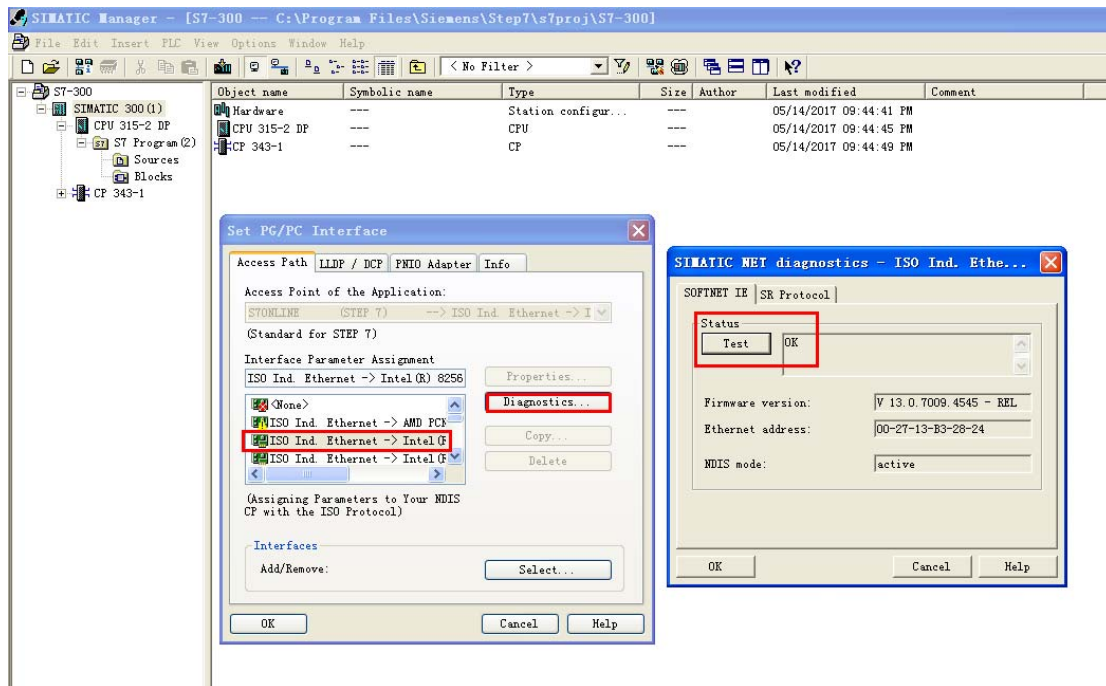 SIMATIC Manager - [S7-300 -- C:\Program Files\Siemens\Step7\s7proj\S7-300]
File Edit Insert PLC View Options Window Help
< No Filter >
S7-300
SIMATIC 300(1)
CPU 315-2 DP
S7 Program(2)
Sources
Blocks
CP 343-1
Object name Symbolic name Type Size Author Last modified Comment
Hardware --- Station configur... --- 05/14/2017 09:44:41 PM
CPU 315-2 DP --- CPU --- 05/14/2017 09:44:45 PM
CP 343-1 --- CP --- 05/14/2017 09:44:49 PM
Set PG/PC Interface
Access Path LLDP / DCP PNIO Adapter Info
Access Point of the Application:
S7ONLINE (STEP 7) --> ISO Ind. Ethernet -> I
(Standard for STEP 7)
Interface Parameter Assignment
ISO Ind. Ethernet -> Intel(R) 8256
Properties...
<None>
Diagnostics...
ISO Ind. Ethernet -> AMD PCN
ISO Ind. Ethernet -> Intel(R
Copy...
ISO Ind. Ethernet -> Intel(R
Delete
(Assigning Parameters to Your NDIS
CP with the ISO Protocol)
Interfaces
Add/Remove:
Select...
OK Cancel Help
SIMATIC NET diagnostics - ISO Ind. Ethe...
SOFTNET IE SR Protocol
Status
Test OK
Firmware version: V 13.0.7009.4545 - REL
Ethernet address: 00-27-13-B3-28-24
NDIS mode: active
OK Cancel Help